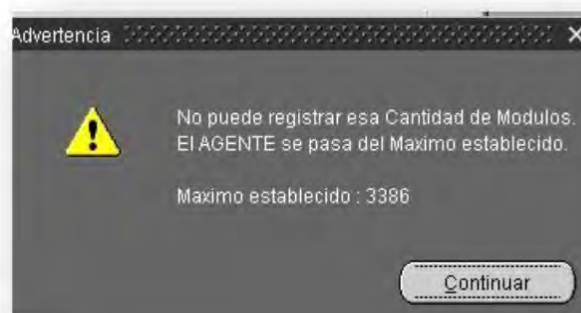 Advertencia
No puede registrar esa Cantidad de Modulos.
El AGENTE se pasa del Maximo establecido.
Maximo establecido : 3386
Continuar